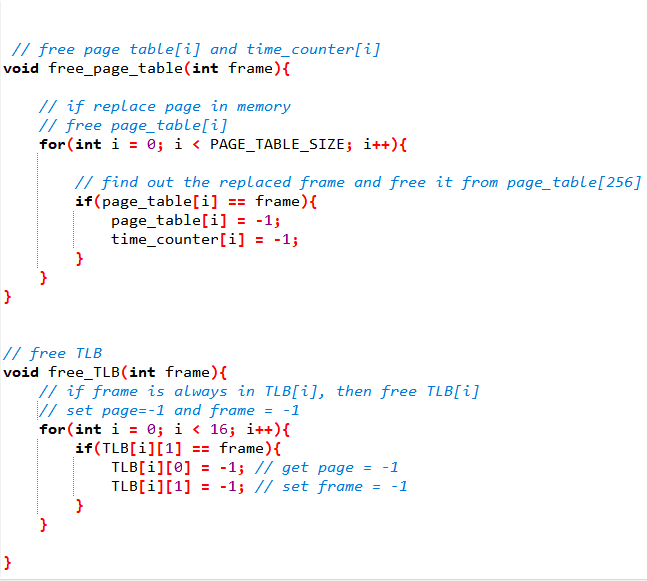 // free page table[i] and time_counter[i]
void free_page_table(int frame){
// if replace page in memory
// free page_table[i]
for(int i = 0; i < PAGE_TABLE_SIZE; i++){
// find out the replaced frame and free it from page_table[256]
if(page_table[i] == frame){
page_table[i] = -1;
time_counter[i] = -1;
}
}
}
// free TLB
void free_TLB(int frame){
// if frame is always in TLB[i], then free TLB[i]
// set page=-1 and frame = -1
for(int i = 0; i < 16; i++){
if(TLB[i][1] == frame){
TLB[i][0] = -1; // get page = -1
TLB[i][1] = -1; // set frame = -1
}
}
}